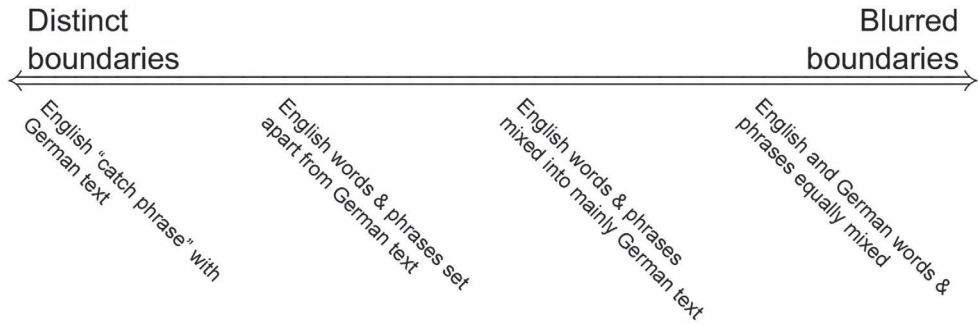 Distinct
boundaries
Blurred
boundaries
English “catch phrase” with
German text
English words & phrases set
apart from German text
English words & phrases
mixed into mainly German text
English and German words &
phrases equally mixed